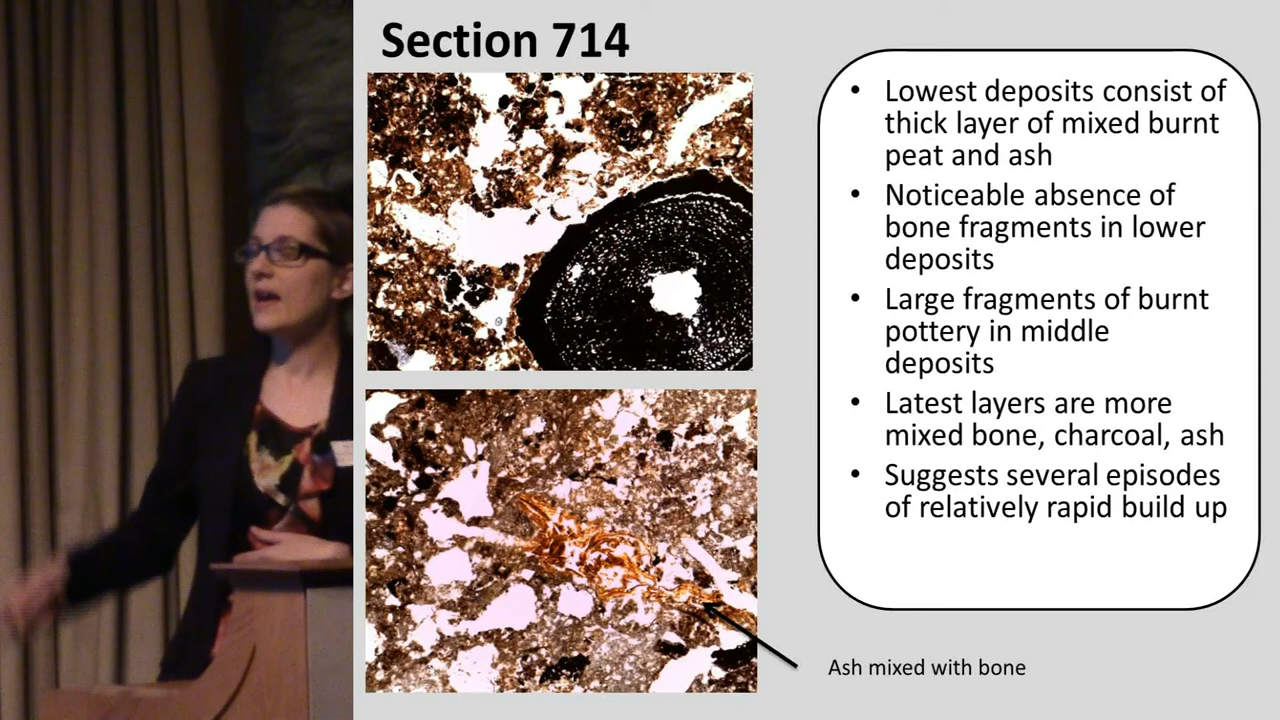 Section 714
• Lowest deposits consist of
thick layer of mixed burnt
peat and ash
• Noticeable absence of
bone fragments in lower
deposits
• Large fragments of burnt
pottery in middle
deposits
• Latest layers are more
mixed bone, charcoal, ash
• Suggests several episodes
of relatively rapid build up
Ash mixed with bone